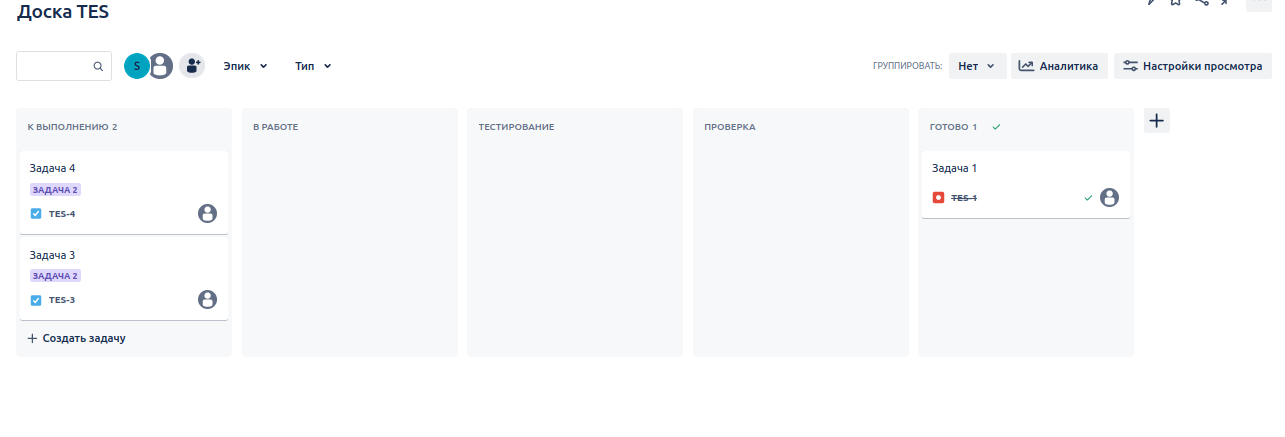 Доска TES
S
Эпик
Тип
ГРУППИРОВАТЬ:
Нет
Аналитика
Настройки просмотра
К ВЫПОЛНЕНИЮ 2
Задача 4
ЗАДАЧА 2
TES-4
Задача 3
ЗАДАЧА 2
TES-3
Создать задачу
В РАБОТЕ
ТЕСТИРОВАНИЕ
ПРОВЕРКА
ГОТОВО 1
Задача 1
TES-1